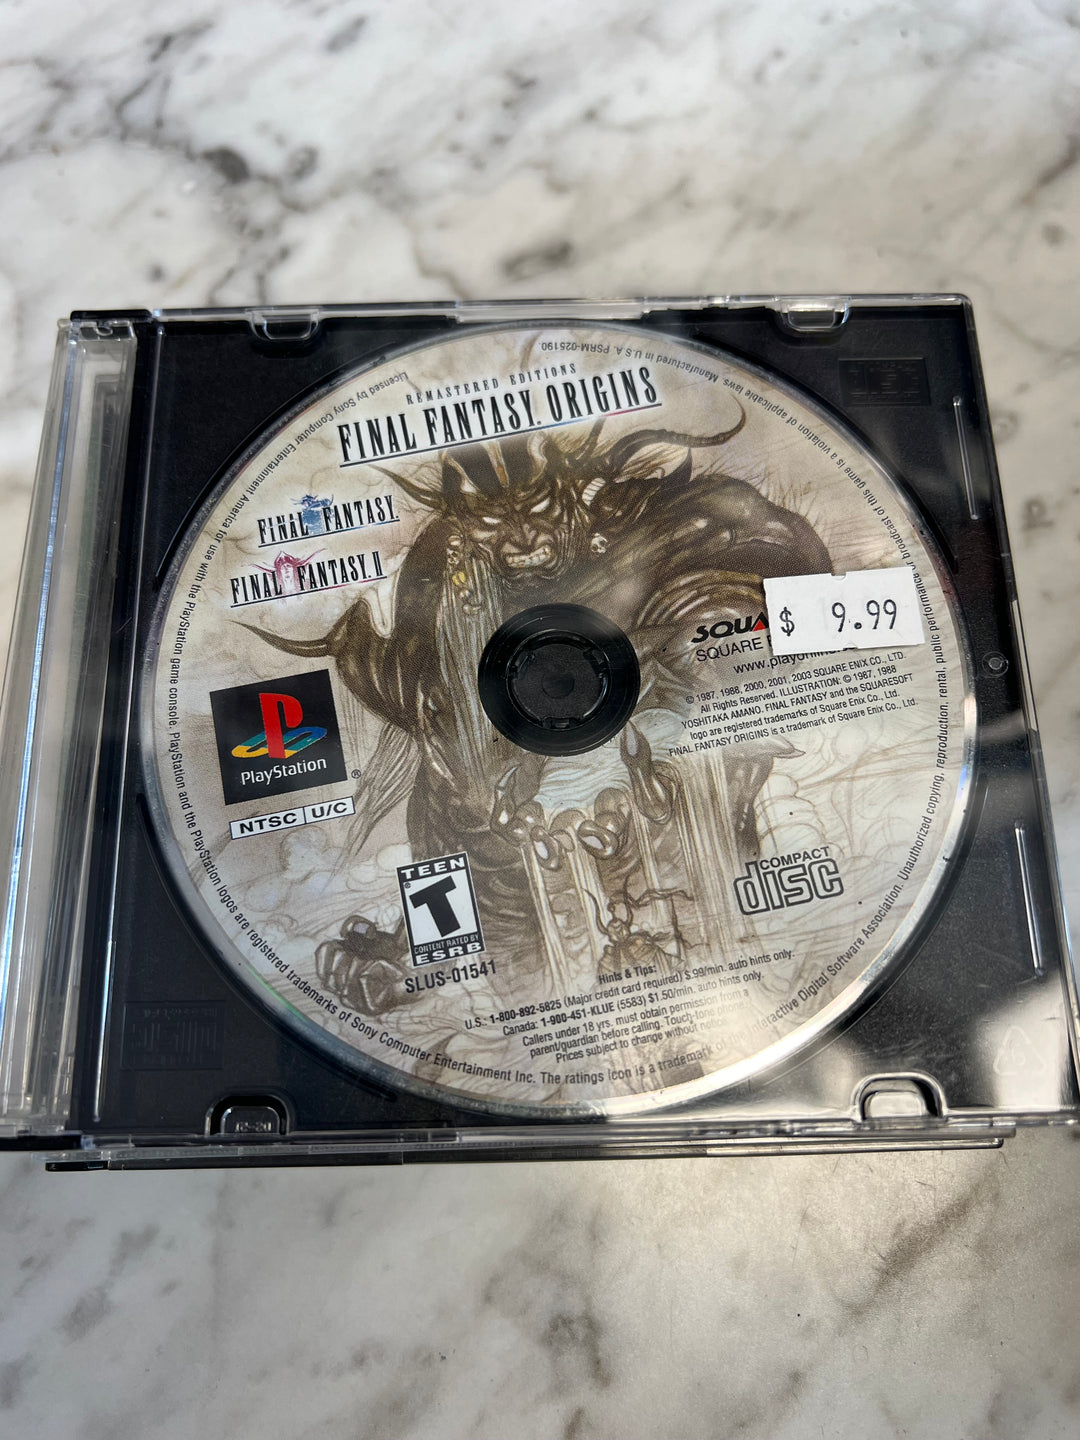 REMASTERED EDITIONS
FINAL FANTASY. ORIGINS
FINAL FANTASY.
FINAL FANTASY. II
$ 9.99
SQUA
SQUARE
www.playonline.
© 1987, 1988, 2000, 2001, 2003 SQUARE ENIX CO., LTD.
All Rights Reserved. ILLUSTRATION: © 1987, 1988
YOSHITAKA AMANO. FINAL FANTASY and the SQUARESOFT
logo are registered trademarks of Square Enix Co., Ltd.
FINAL FANTASY ORIGINS is a trademark of Square Enix Co., Ltd.
PlayStation ®
NTSC U/C
COMPACT
disc
TEEN
T ®
CONTENT RATED BY
ESRB
SLUS-01541
Hints & Tips:
U.S.: 1-800-892-5825 (Major credit card required) $.99/min. auto hints only.
Canada: 1-900-451-KLUE (5583) $1.50/min. auto hints only.
Callers under 18 yrs. must obtain permission from a
parent/guardian before calling. Touch-tone
Prices subject to change without notice.
Licensed by Sony Computer Entertainment America for use with the PlayStation game console. PlayStation and the PlayStation logos are registered trademarks of Sony Computer Entertainment Inc. The ratings icon is a trademark of Interactive Digital Software Association. Unauthorized copying, reproduction, rental, public performance or broadcast of this game is a violation of applicable laws. Manufactured in U.S.A. PSRM-025190